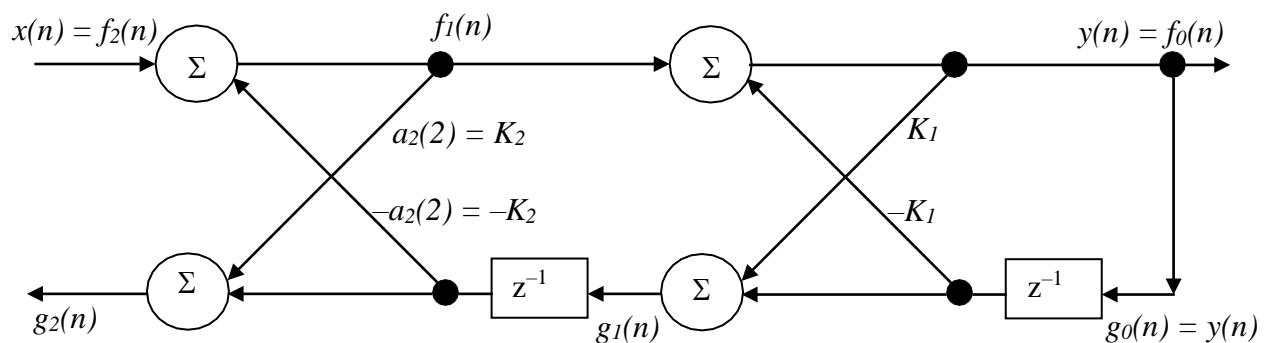 x(n) = f2(n)
f1(n)
y(n) = f0(n)
Σ
Σ
a2(2) = K2
K1
–a2(2) = –K2
–K1
Σ
z–1
Σ
z–1
g2(n)
g1(n)
g0(n) = y(n)